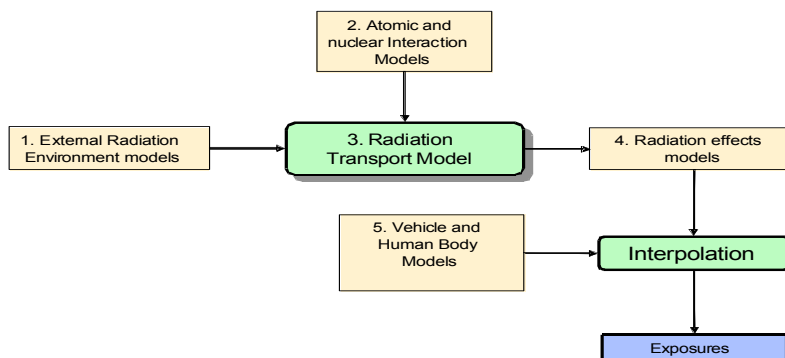 2. Atomic and
nuclear Interaction
Models
1. External Radiation
Environment models
3. Radiation
Transport Model
4. Radiation effects
models
5. Vehicle and
Human Body
Models
Interpolation
Exposures